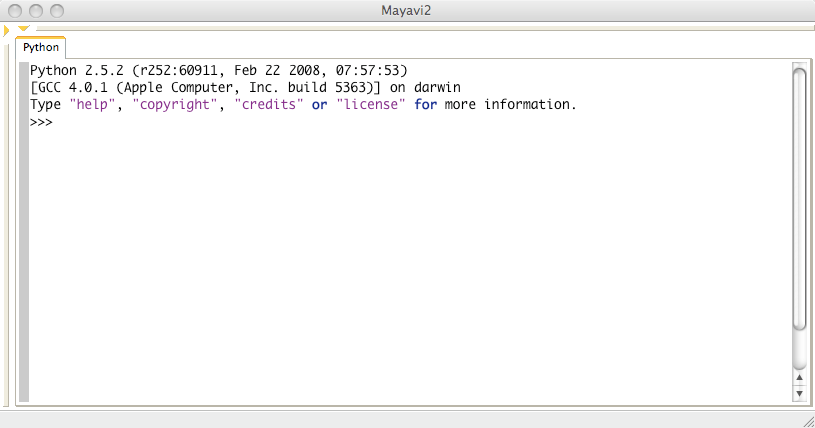 Mayavi2
Python
Python 2.5.2 (r252:60911, Feb 22 2008, 07:57:53)
[GCC 4.0.1 (Apple Computer, Inc. build 5363)] on darwin
Type "help", "copyright", "credits" or "license" for more information.
>>>